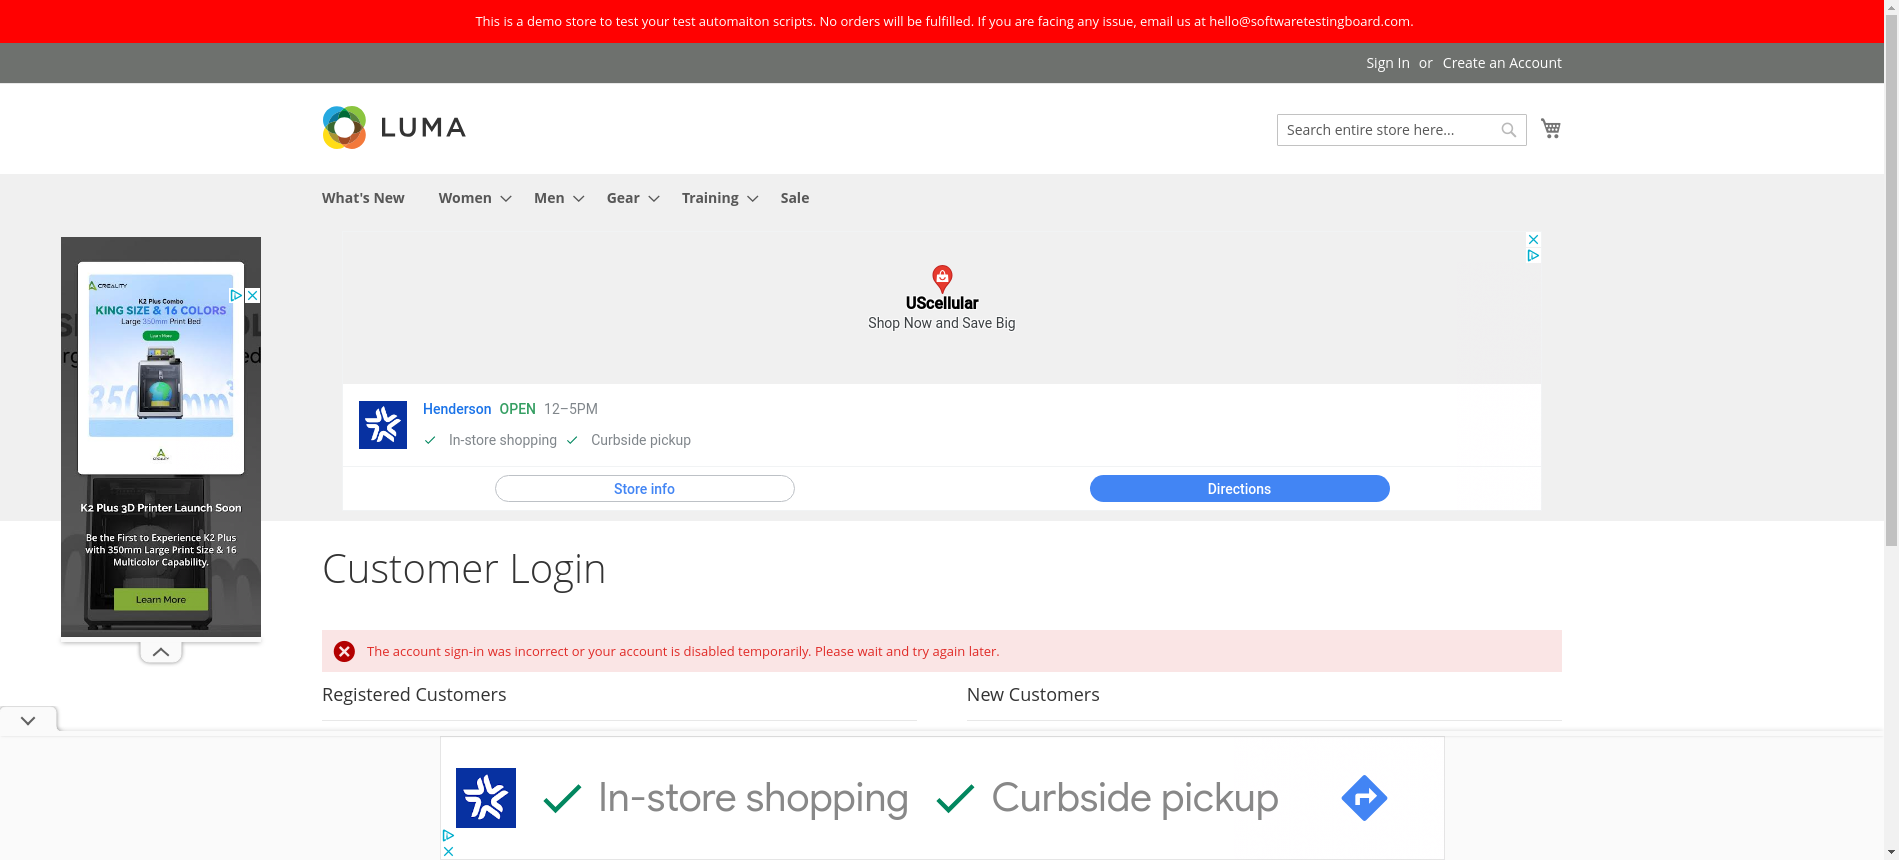 This is a demo store to test your test automaiton scripts. No orders will be fulfilled. If you are facing any issue, email us at hello@softwaretestingboard.com.
Sign In or Create an Account
LUMA
Search entire store here...
What's New Women Men Gear Training Sale
CREALITY
K2 Plus Combo
KING SIZE & 16 COLORS
Large 350mm Print Bed
Learn More
350mm³
CREALITY
K2 Plus 3D Printer Launch Soon
Be the First to Experience K2 Plus
with 350mm Large Print Size & 16
Multicolor Capability.
Learn More
UScellular
Shop Now and Save Big
Henderson OPEN 12–5PM
In-store shopping Curbside pickup
Store info Directions
Customer Login
The account sign-in was incorrect or your account is disabled temporarily. Please wait and try again later.
Registered Customers New Customers
In-store shopping Curbside pickup